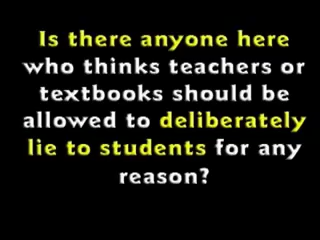 Is there anyone here
who thinks teachers or
textbooks should be
allowed to deliberately
lie to students for any
reason?